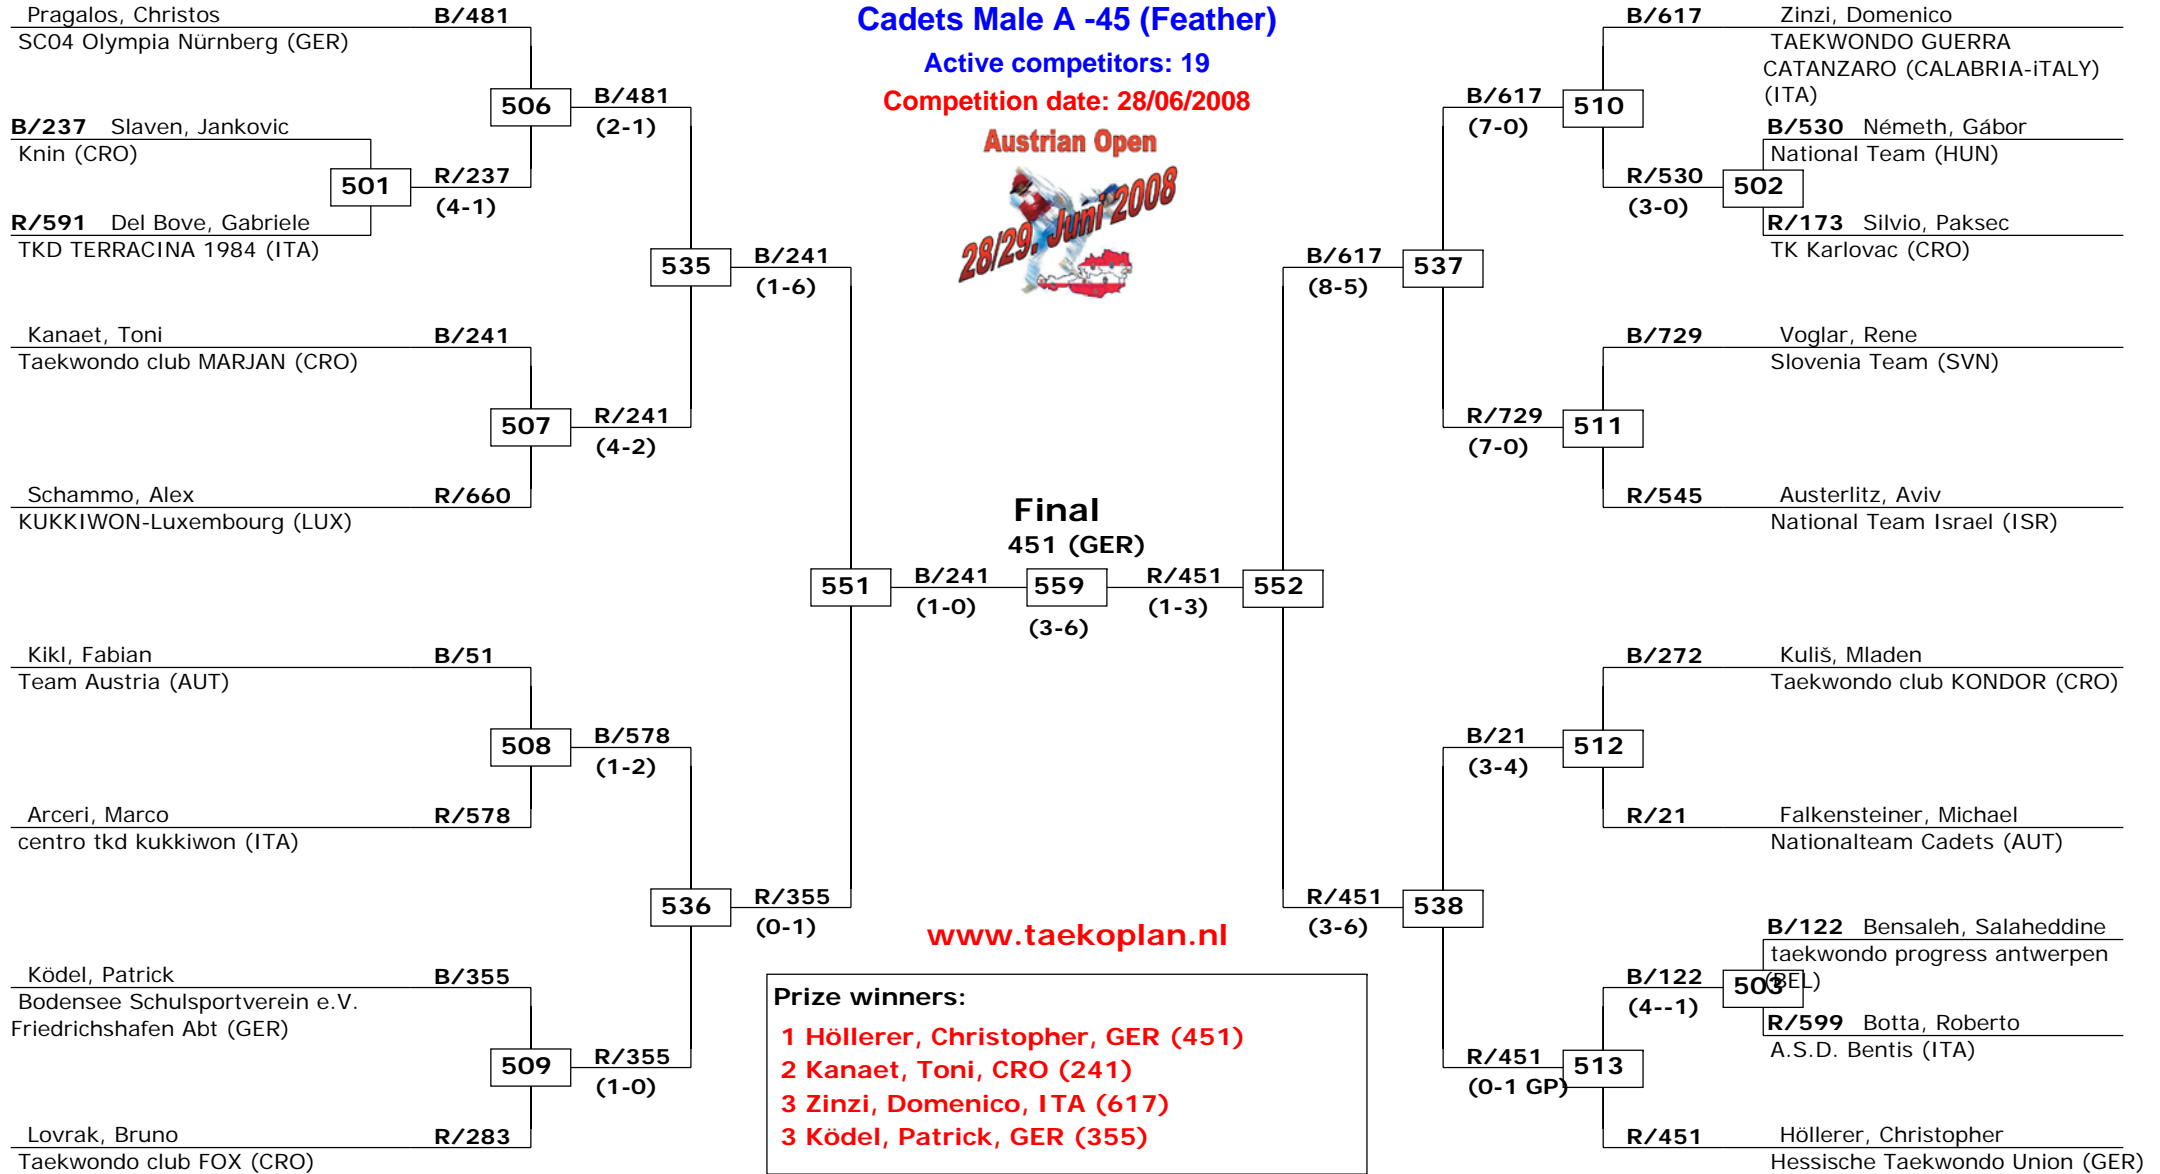 Cadets Male A -45 (Feather)
Active competitors: 19
Competition date: 28/06/2008
Austrian Open
28/29. Juni 2008
Pragalos, Christos B/481
SC04 Olympia Nürnberg (GER)
506 B/481
(2-1)
B/237 Slaven, Jankovic
Knin (CRO)
501 R/237
(4-1)
R/591 Del Bove, Gabriele
TKD TERRACINA 1984 (ITA)
535 B/241
(1-6)
Kanaet, Toni B/241
Taekwondo club MARJAN (CRO)
507 R/241
(4-2)
Schammo, Alex R/660
KUKKIWON-Luxembourg (LUX)
551 B/241
(1-0)
Kikl, Fabian B/51
Team Austria (AUT)
508 B/578
(1-2)
Arceri, Marco R/578
centro tkd kukkiwon (ITA)
536 R/355
(0-1)
Ködel, Patrick B/355
Bodensee Schulsportverein e.V.
Friedrichshafen Abt (GER)
509 R/355
(1-0)
Lovrak, Bruno R/283
Taekwondo club FOX (CRO)
Final
451 (GER)
559
(3-6)
B/617 Zinzi, Domenico
TAEKWONDO GUERRA
CATANZARO (CALABRIA-iTALY)
(ITA)
B/617 510
(7-0)
B/530 Németh, Gábor
National Team (HUN)
R/530 502
(3-0)
R/173 Silvio, Paksec
TK Karlovac (CRO)
B/617 537
(8-5)
B/729 Voglar, Rene
Slovenia Team (SVN)
R/729 511
(7-0)
R/545 Austerlitz, Aviv
National Team Israel (ISR)
R/451 552
(1-3)
B/272 Kuliš, Mladen
Taekwondo club KONDOR (CRO)
B/21 512
(3-4)
R/21 Falkensteiner, Michael
Nationalteam Cadets (AUT)
R/451 538
(3-6)
B/122 Bensaleh, Salaheddine
taekwondo progress antwerpen
(BEL)
B/122 503
(4--1)
R/599 Botta, Roberto
A.S.D. Bentis (ITA)
R/451 513
(0-1 GP)
R/451 Höllerer, Christopher
Hessische Taekwondo Union (GER)
www.taekoplan.nl
Prize winners:
1 Höllerer, Christopher, GER (451)
2 Kanaet, Toni, CRO (241)
3 Zinzi, Domenico, ITA (617)
3 Ködel, Patrick, GER (355)